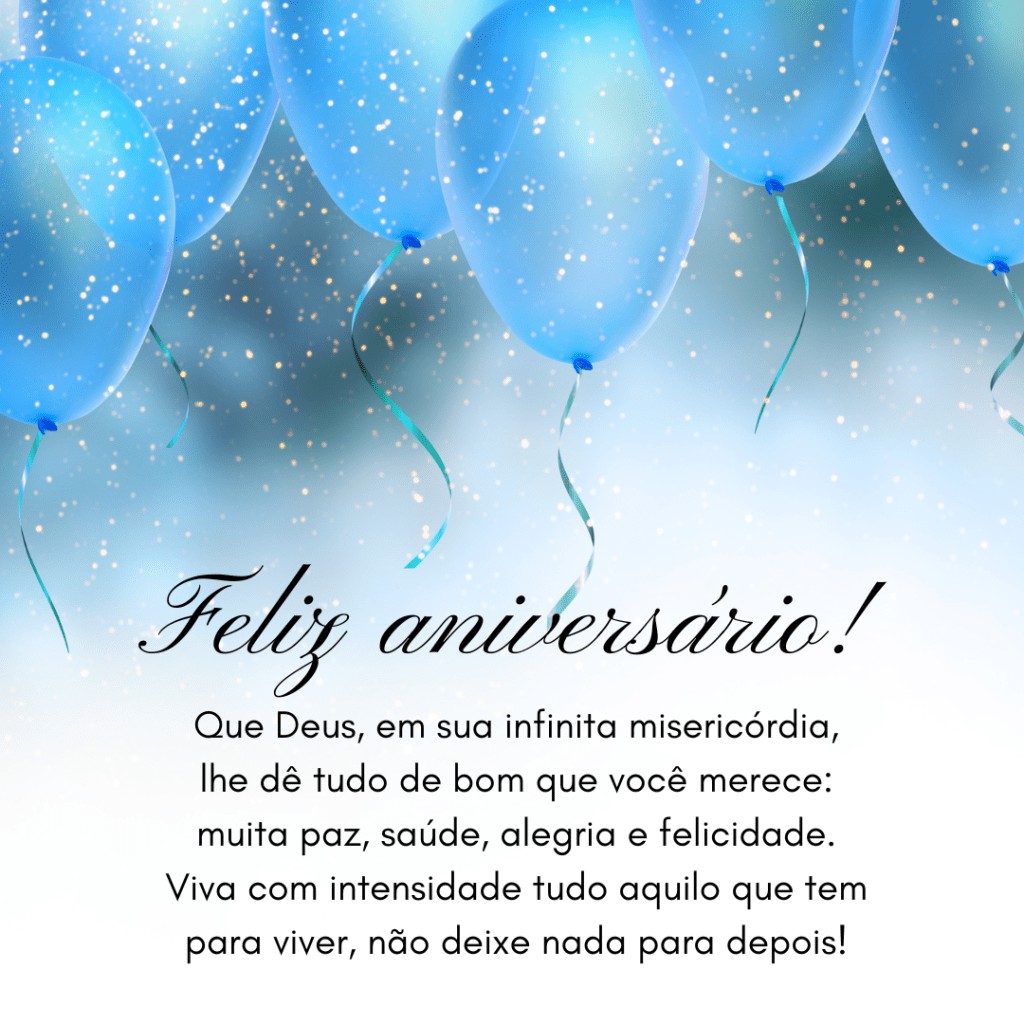 Feliz aniversário!
Que Deus, em sua infinita misericórdia,
lhe dê tudo de bom que você merece:
muita paz, saúde, alegria e felicidade.
Viva com intensidade tudo aquilo que tem
para viver, não deixe nada para depois!